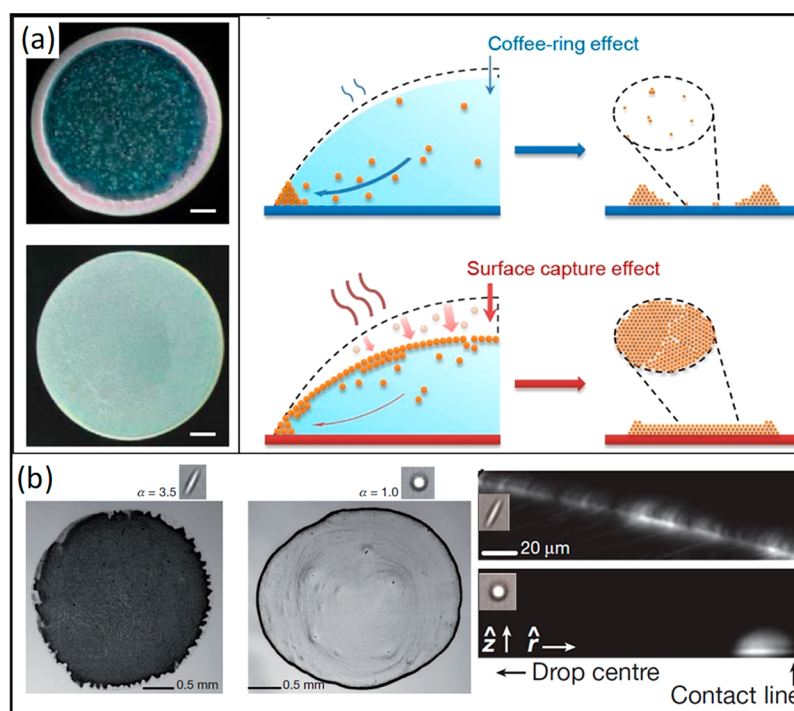 (a)
Coffee-ring effect
Surface capture effect
(b)
α = 3.5
α = 1.0
0.5 mm
0.5 mm
20 μm
ẑ r̂
Drop centre
Contact line